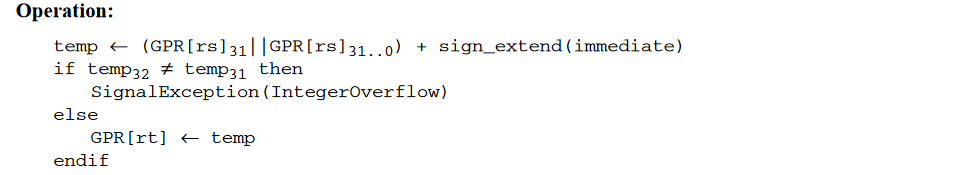 Operation:
temp ← (GPR[rs]31||GPR[rs]31..0) + sign_extend(immediate)
if temp32 ≠ temp31 then
SignalException(IntegerOverflow)
else
GPR[rt] ← temp
endif